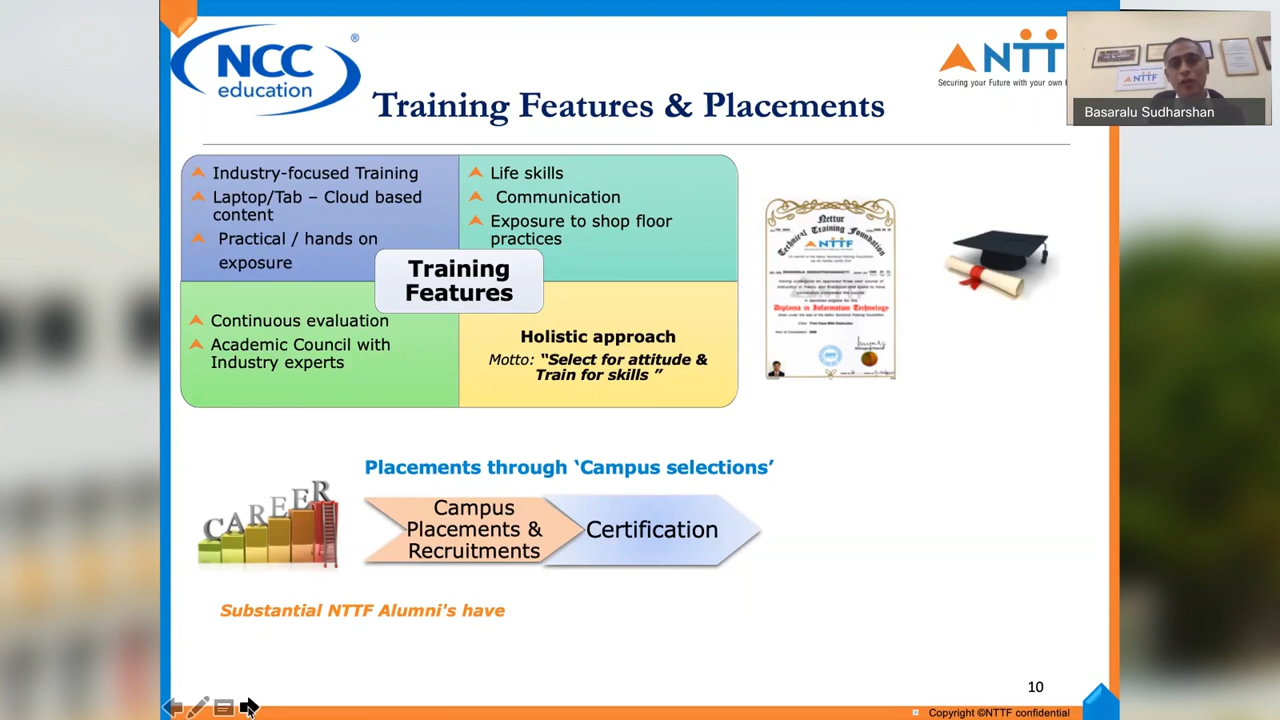 NCC
education
®
Training Features & Placements
NTTF
Securing your Future with your own
Basaralu Sudharshan
Industry-focused Training
Laptop/Tab – Cloud based
content
Practical / hands on
exposure
Life skills
Communication
Exposure to shop floor
practices
Training
Features
Continuous evaluation
Academic Council with
Industry experts
Holistic approach
Motto: “Select for attitude &
Train for skills ”
Nettur
Technical Training Foundation
NTTF
Diploma in Information Technology
Placements through ‘Campus selections’
CAREER
Campus
Placements &
Recruitments
Certification
Substantial NTTF Alumni's have
10
Copyright ©NTTF confidential